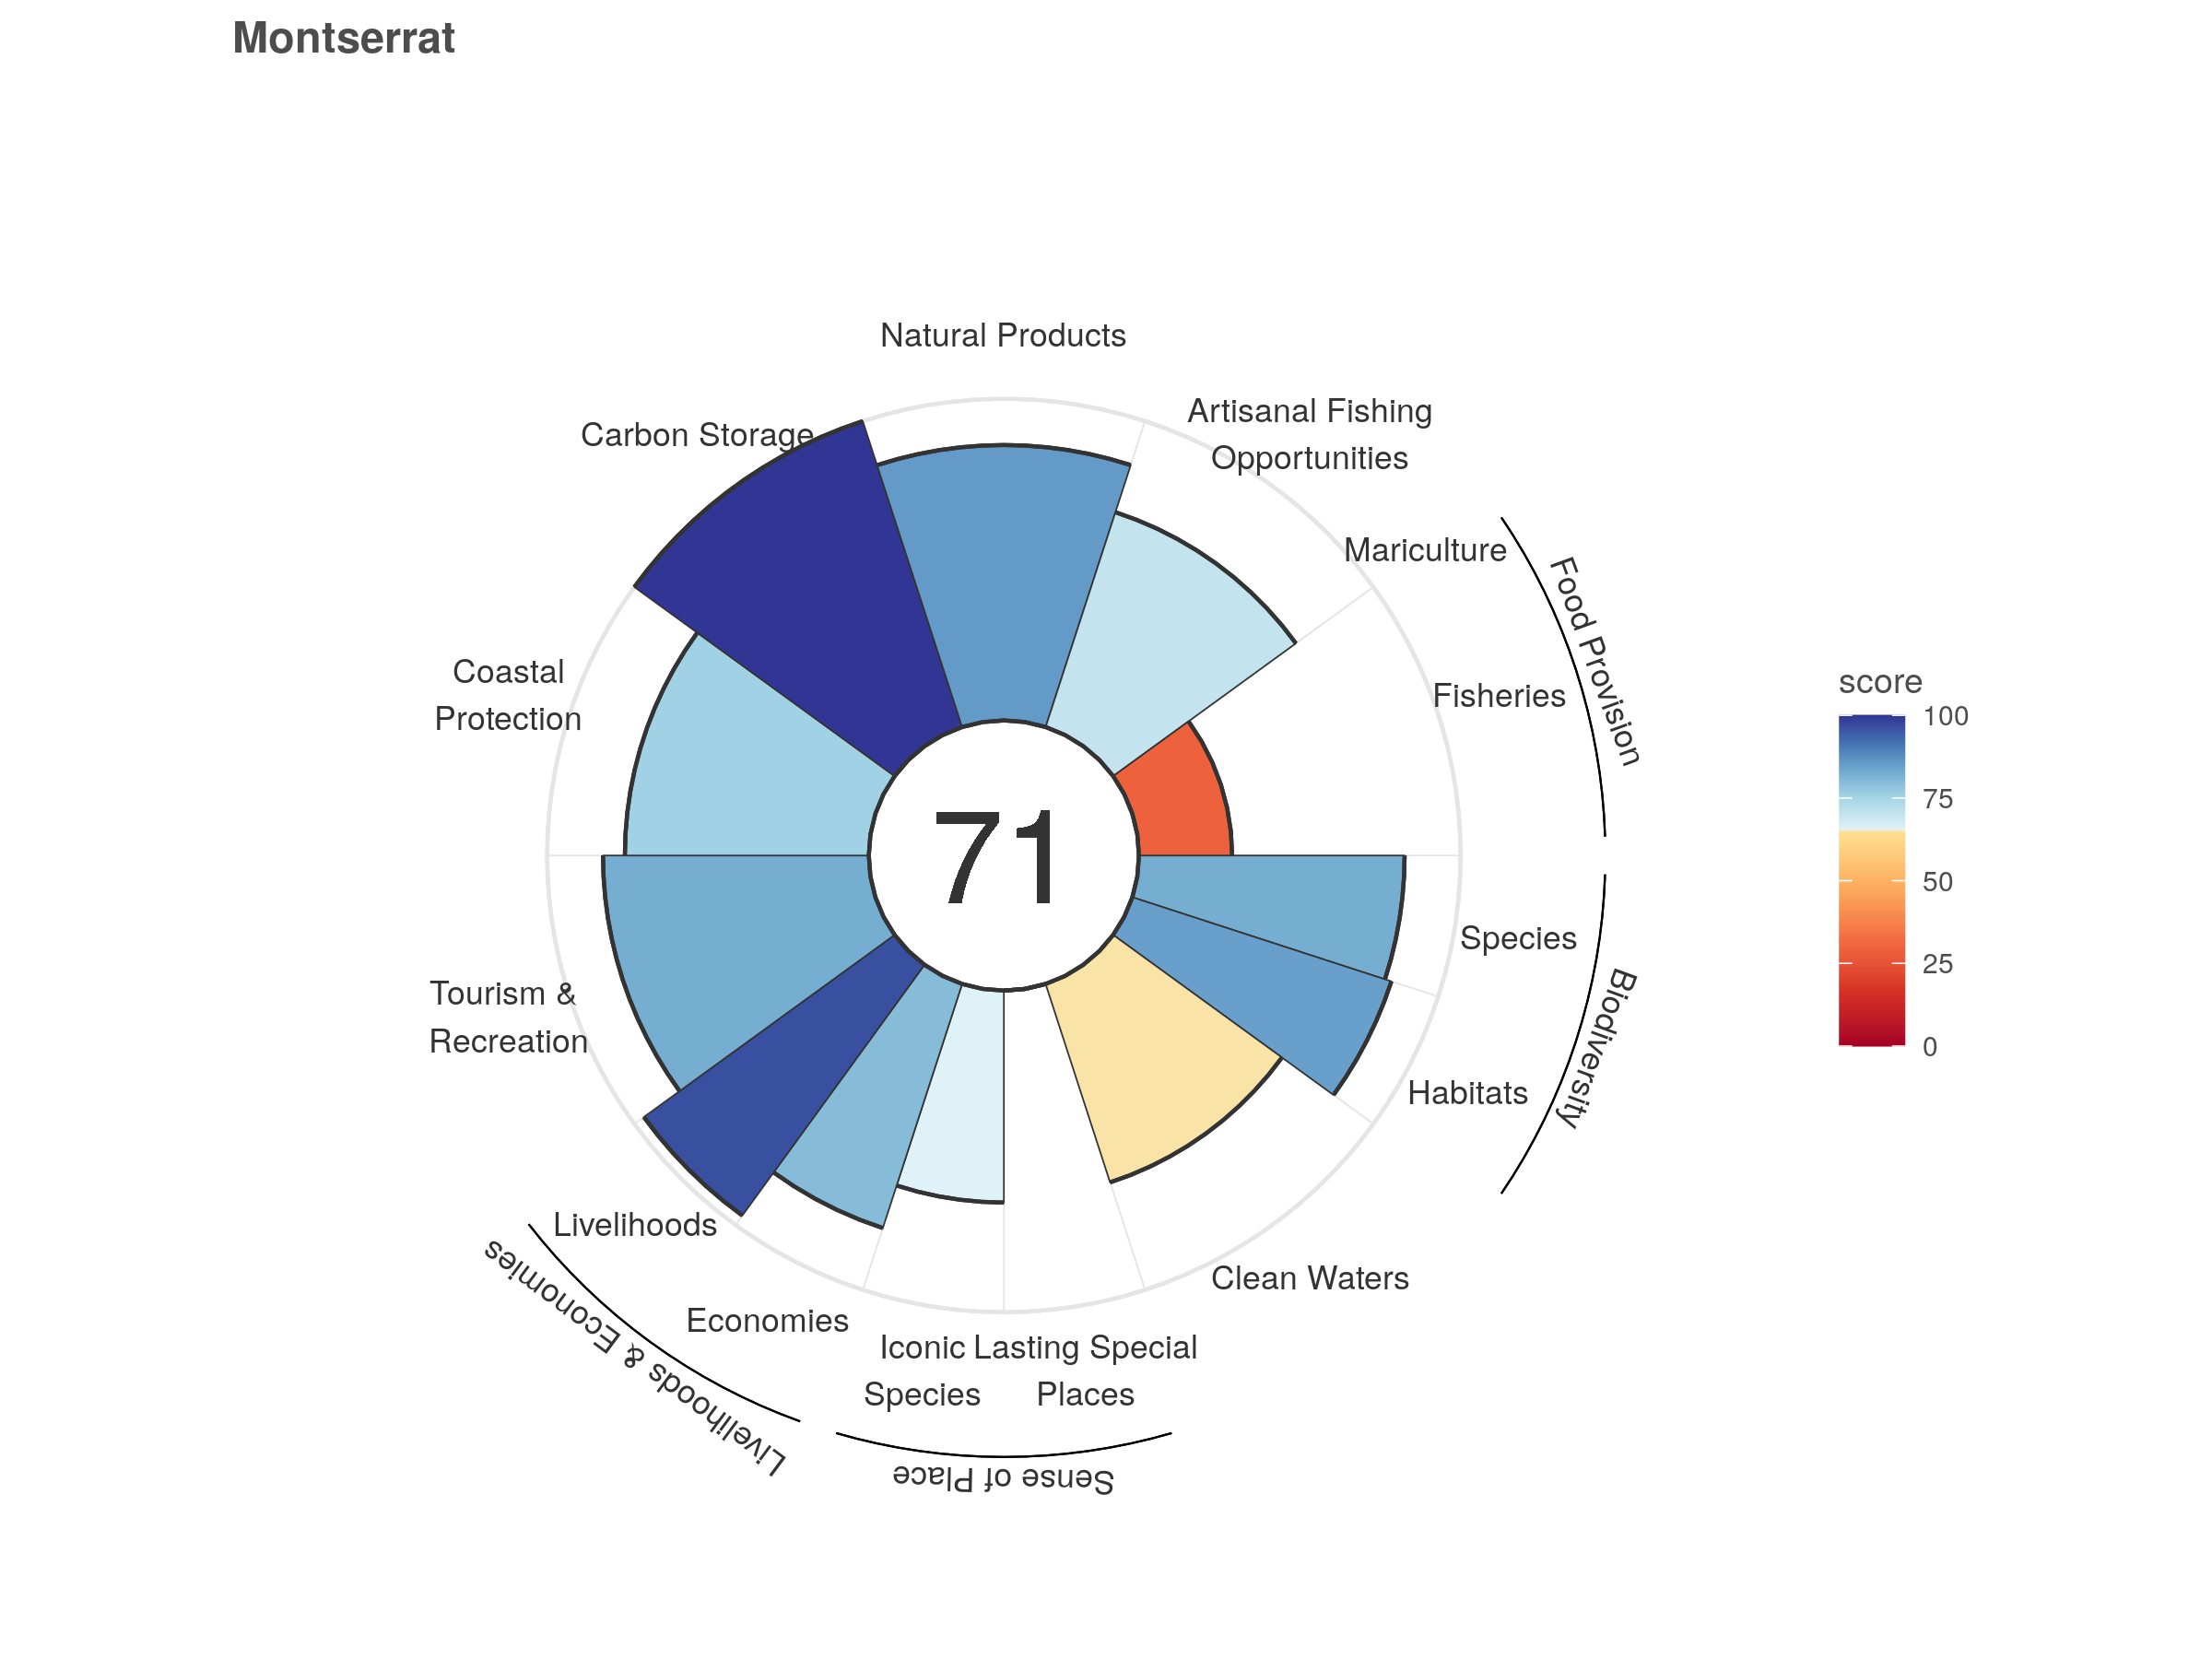 Montserrat
Natural Products
Artisanal Fishing
Opportunities
Carbon Storage
Mariculture
Food Provision
Fisheries
Coastal
Protection
71
Species
Biodiversity
Habitats
Tourism &
Recreation
Livelihoods
Livelihoods & Economies
Economies
Clean Waters
Iconic
Species
Lasting Special
Places
Sense of Place
score
100
75
50
25
0